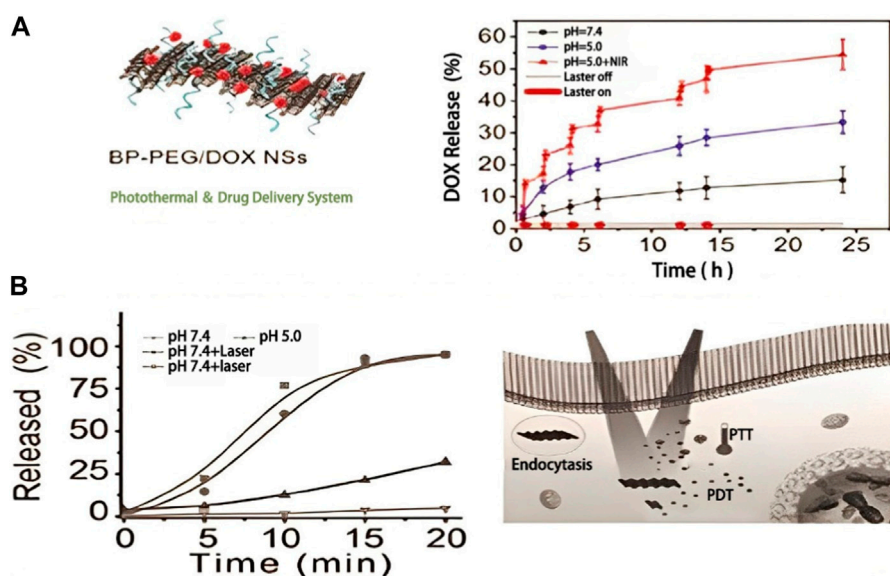 A
BP-PEG/DOX NSs
Photothermal & Drug Delivery System
DOX Release (%)
60
50
40
30
20
10
0
pH=7.4
pH=5.0
pH=5.0+NIR
Laster off
Laster on
0 5 10 15 20 25
Time ( h )
B
Released (%)
100
75
50
25
0
pH 7.4 pH 5.0
pH 7.4+Laser
pH 7.4+laser
0 5 10 15 20
Time (min)
Endocytasis
PTT
PDT